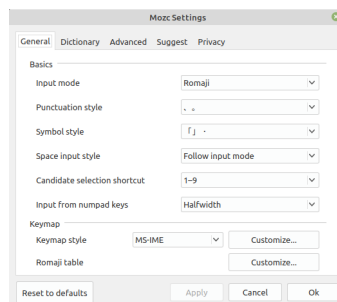 Mozc Settings
General Dictionary Advanced Suggest Privacy
Basics
Input mode Romaji
Punctuation style 、。
Symbol style 「」・
Space input style Follow input mode
Candidate selection shortcut 1–9
Input from numpad keys Halfwidth
Keymap
Keymap style MS-IME Customize...
Romaji table Customize...
Reset to defaults Apply Cancel Ok